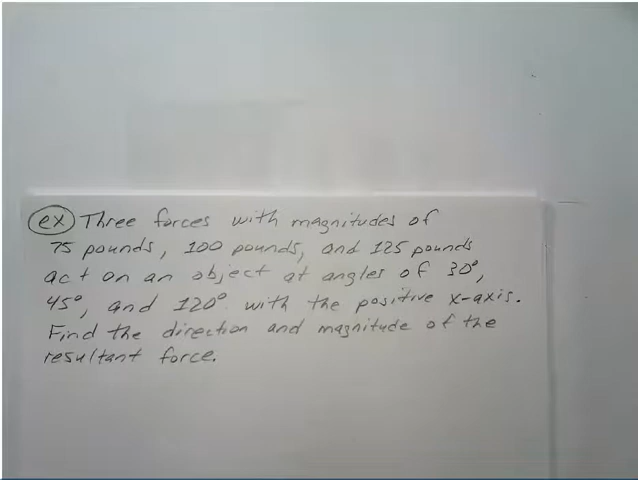 ex Three forces with magnitudes of
75 pounds, 100 pounds, and 125 pounds
act on an object at angles of 30°,
45°, and 120° with the positive x-axis.
Find the direction and magnitude of the
resultant force.